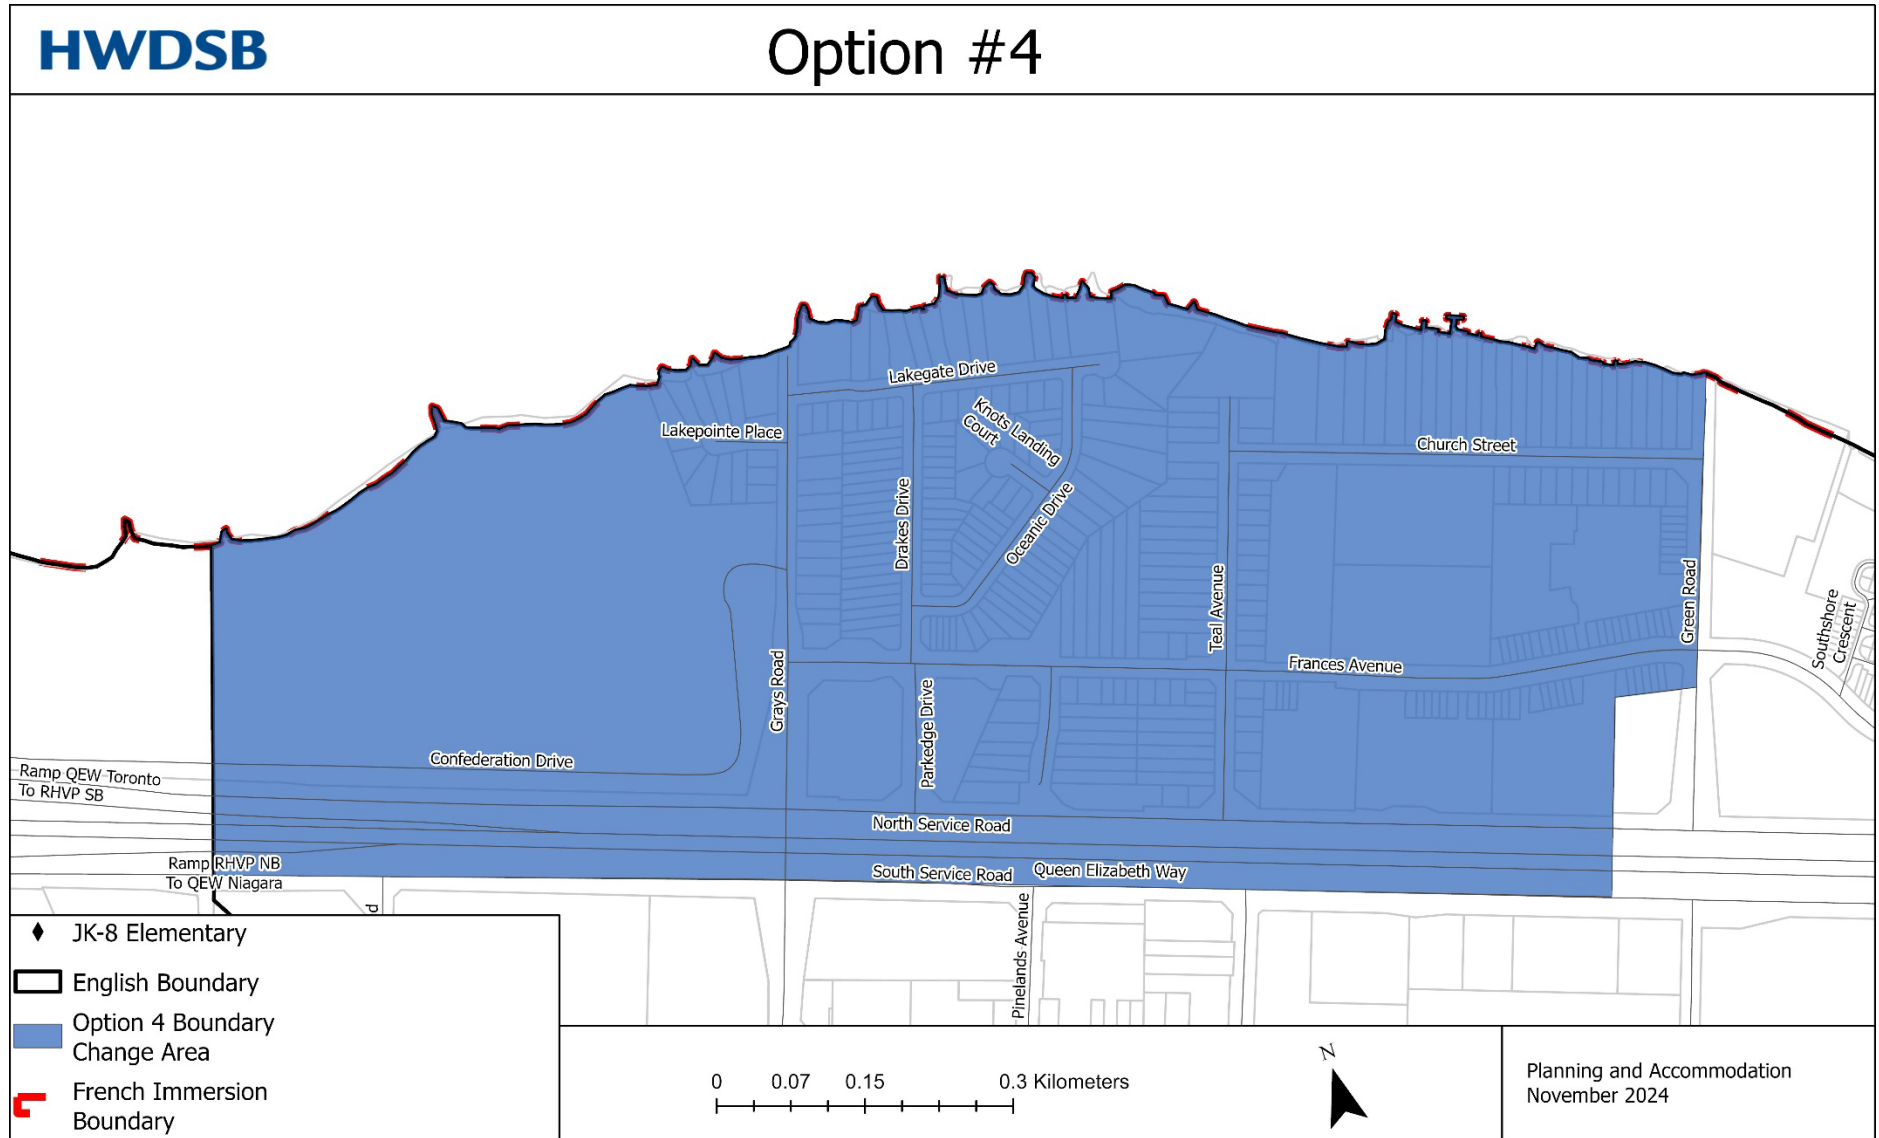 HWDSB
Option #4
Lakegate Drive
Knots Landing
Court
Lakepointe Place
Church Street
Drakes Drive
Oceanic Drive
Teal Avenue
Green Road
Southshore
Crescent
Grays Road
Parkedge Drive
Frances Avenue
Confederation Drive
Ramp QEW Toronto
To RHVP SB
North Service Road
Ramp RHVP NB
To QEW Niagara
South Service Road
Queen Elizabeth Way
d
Pinelands Avenue
JK-8 Elementary
English Boundary
Option 4 Boundary
Change Area
French Immersion
Boundary
0 0.07 0.15 0.3 Kilometers
N
Planning and Accommodation
November 2024